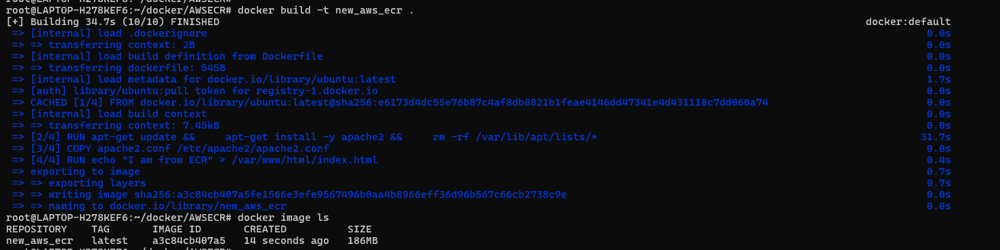 root@LAPTOP-H278KEF6:~/docker/AWSECR# docker build -t new_aws_ecr .
[+] Building 34.7s (10/10) FINISHED docker:default
=> [internal] load .dockerignore 0.0s
=> => transferring context: 2B 0.0s
=> [internal] load build definition from Dockerfile 0.0s
=> => transferring dockerfile: 545B 0.0s
=> [internal] load metadata for docker.io/library/ubuntu:latest 1.7s
=> [auth] library/ubuntu:pull token for registry-1.docker.io 0.0s
=> CACHED [1/4] FROM docker.io/library/ubuntu:latest@sha256:e6173d4dc55e76b87c4af8db8821b1feae4146dd47341e4d431118c7dd060a74 0.0s
=> [internal] load build context 0.0s
=> => transferring context: 7.45kB 0.0s
=> [2/4] RUN apt-get update &&     apt-get install -y apache2 &&     rm -rf /var/lib/apt/lists/* 31.7s
=> [3/4] COPY apache2.conf /etc/apache2/apache2.conf 0.0s
=> [4/4] RUN echo "I am from ECR" > /var/www/html/index.html 0.4s
=> exporting to image 0.7s
=> => exporting layers 0.7s
=> => writing image sha256:a3c84cb407a5fe1566e3efe9567496b0aa4b8966eff36d96b567c66cb2738c9e 0.0s
=> => naming to docker.io/library/new_aws_ecr 0.0s
root@LAPTOP-H278KEF6:~/docker/AWSECR# docker image ls
REPOSITORY TAG IMAGE ID CREATED SIZE
new_aws_ecr latest a3c84cb407a5 14 seconds ago 186MB